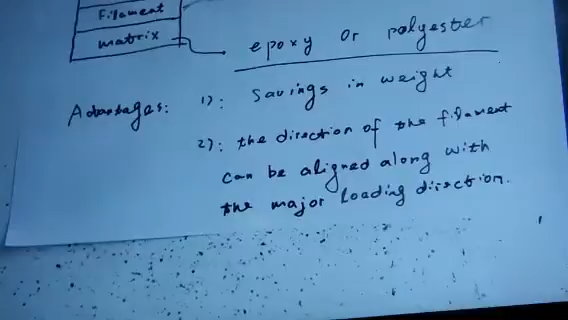 Filament
matrix
epoxy or polyester
Advantages: 1): Savings in weight
2): the direction of the filament
can be aligned along with
the major loading direction.